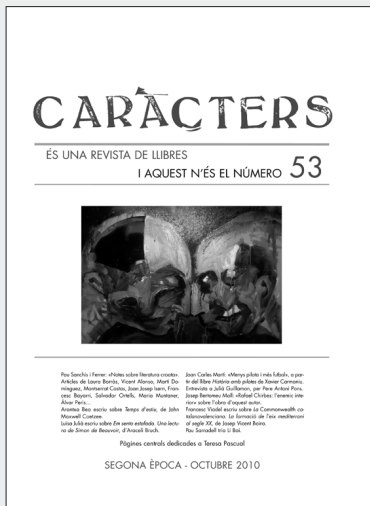 CARÀCTERS
ÉS UNA REVISTA DE LLIBRES
I AQUEST N'ÉS EL NÚMERO 53
Pau Sanchis i Ferrer: «Notes sobre literatura croata».
Articles de Laura Borràs, Vicent Alonso, Martí Do-
mínguez, Montserrat Costas, Joan Josep Isern, Fran-
cesc Bayarri, Salvador Ortells, Maria Muntaner,
Àlvar Peris...
Arantxa Bea escriu sobre Temps d'estiu, de John
Maxwell Coetzee.
Lluïsa Julià escriu sobre Em sento estafada. Una lectu-
ra de Simon de Beauvoir, d'Araceli Bruch.
Joan Carles Martí: «Menys pilota i més futbol», a par-
tir del llibre Història amb pilotes de Xavier Carmaniu.
Entrevista a Julià Guillamon, per Pere Antoni Pons.
Josep Bertomeu Moll: «Rafael Chirbes: l'enemic inte-
rior» sobre l'obra d'aquest autor.
Francesc Viadel escriu sobre La Commonwealth ca-
talanovalenciana. La formació de l'eix mediterrani
al segle XX, de Josep Vicent Boira.
Pau Sarradell tria Li Bai.
Pàgines centrals dedicades a Teresa Pascual
SEGONA ÈPOCA - OCTUBRE 2010